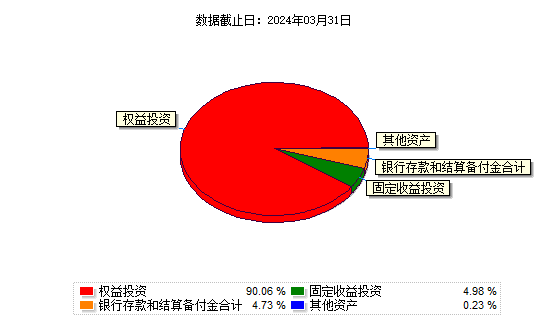 数据截止日：2024年03月31日
权益投资
其他资产
银行存款和结算备付金合计
固定收益投资
权益投资 90.06 % 固定收益投资 4.98 %
银行存款和结算备付金合计 4.73 % 其他资产 0.23 %